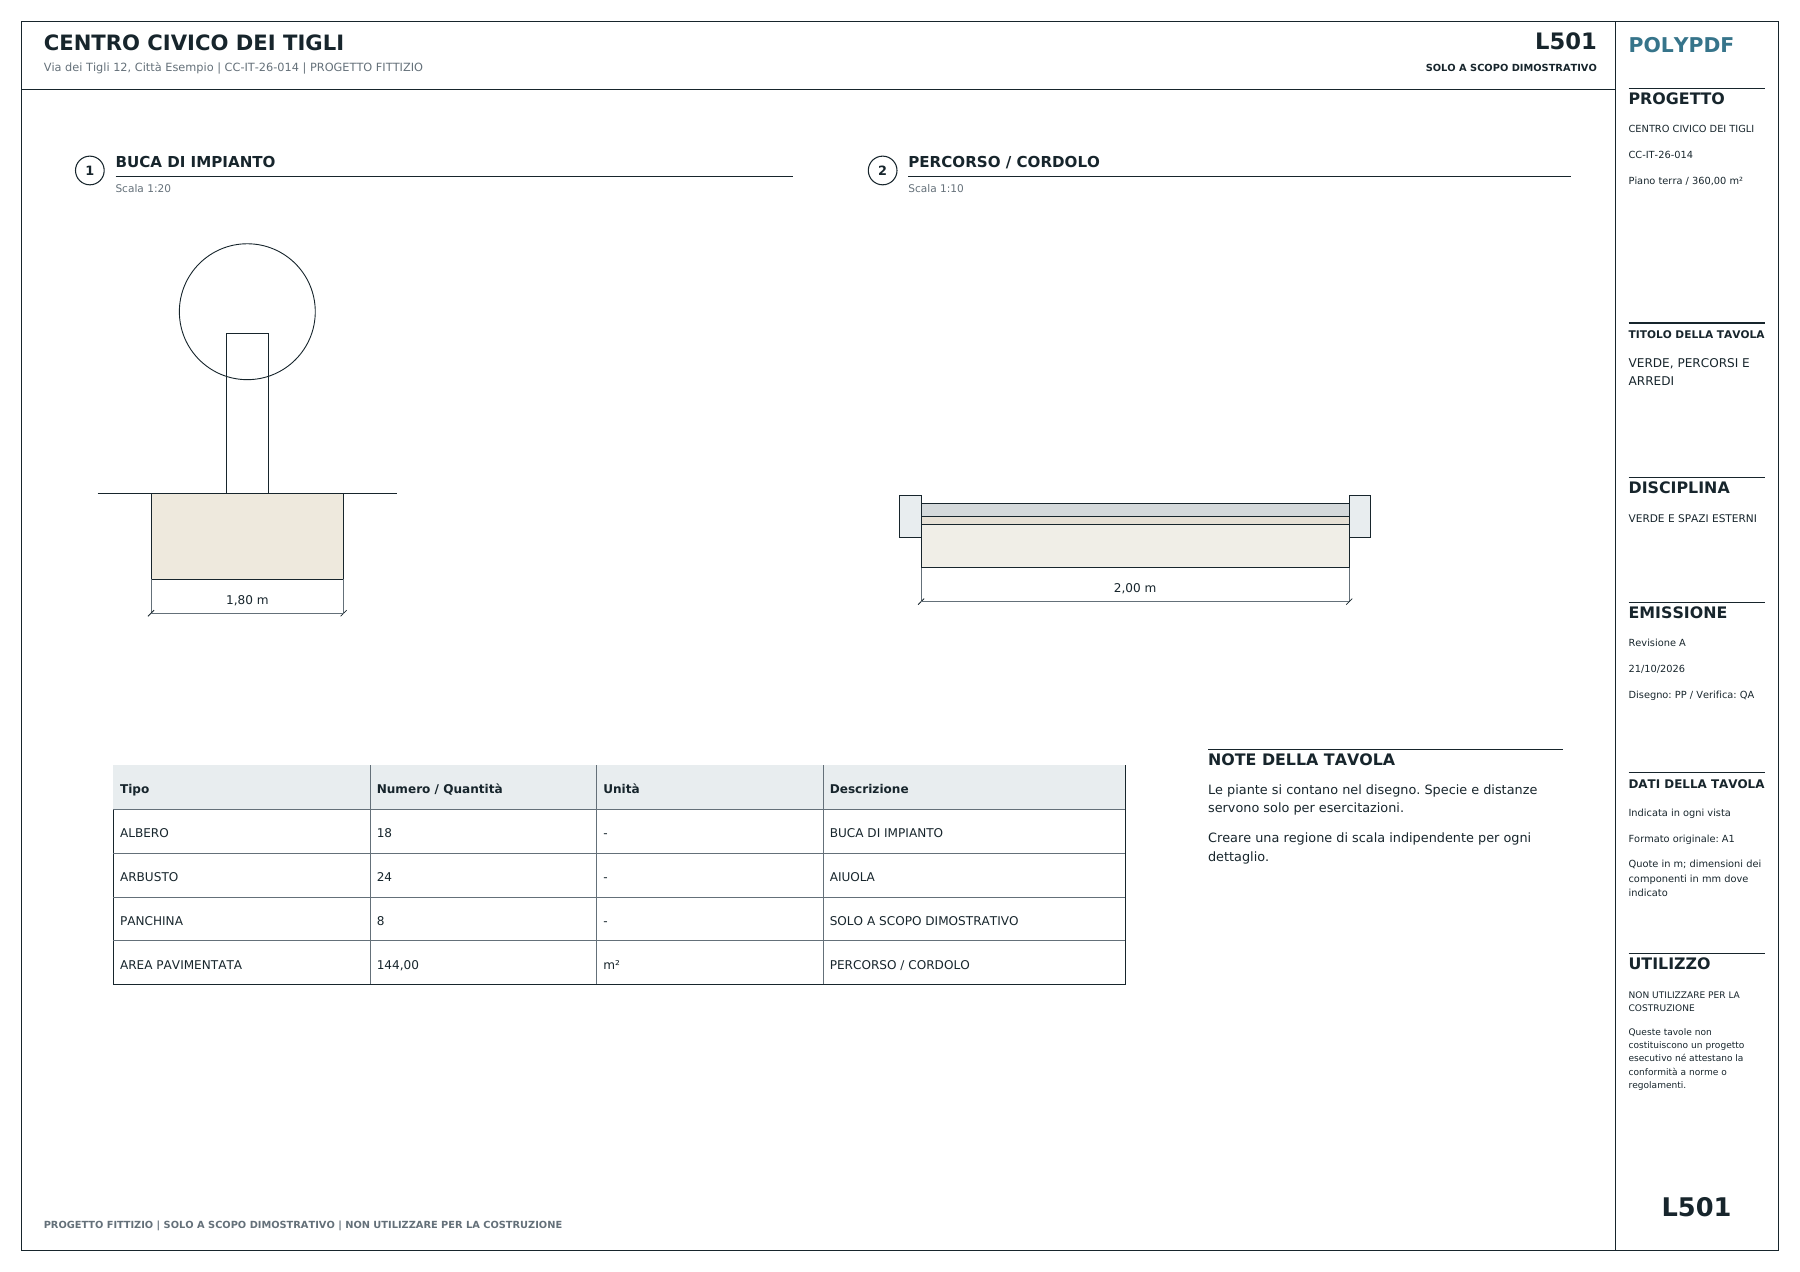 CENTRO CIVICO DEI TIGLI
Via dei Tigli 12, Città Esempio | CC-IT-26-014 | PROGETTO FITTIZIO
L501
SOLO A SCOPO DIMOSTRATIVO
1
BUCA DI IMPIANTO
Scala 1:20
1,80 m
2
PERCORSO / CORDOLO
Scala 1:10
2,00 m
Tipo Numero / Quantità Unità Descrizione
ALBERO 18 - BUCA DI IMPIANTO
ARBUSTO 24 - AIUOLA
PANCHINA 8 - SOLO A SCOPO DIMOSTRATIVO
AREA PAVIMENTATA 144,00 m² PERCORSO / CORDOLO
NOTE DELLA TAVOLA
Le piante si contano nel disegno. Specie e distanze
servono solo per esercitazioni.
Creare una regione di scala indipendente per ogni
dettaglio.
PROGETTO FITTIZIO | SOLO A SCOPO DIMOSTRATIVO | NON UTILIZZARE PER LA COSTRUZIONE
POLYPDF
PROGETTO
CENTRO CIVICO DEI TIGLI
CC-IT-26-014
Piano terra / 360,00 m²
TITOLO DELLA TAVOLA
VERDE, PERCORSI E
ARREDI
DISCIPLINA
VERDE E SPAZI ESTERNI
EMISSIONE
Revisione A
21/10/2026
Disegno: PP / Verifica: QA
DATI DELLA TAVOLA
Indicata in ogni vista
Formato originale: A1
Quote in m; dimensioni dei
componenti in mm dove
indicato
UTILIZZO
NON UTILIZZARE PER LA
COSTRUZIONE
Queste tavole non
costituiscono un progetto
esecutivo né attestano la
conformità a norme o
regolamenti.
L501